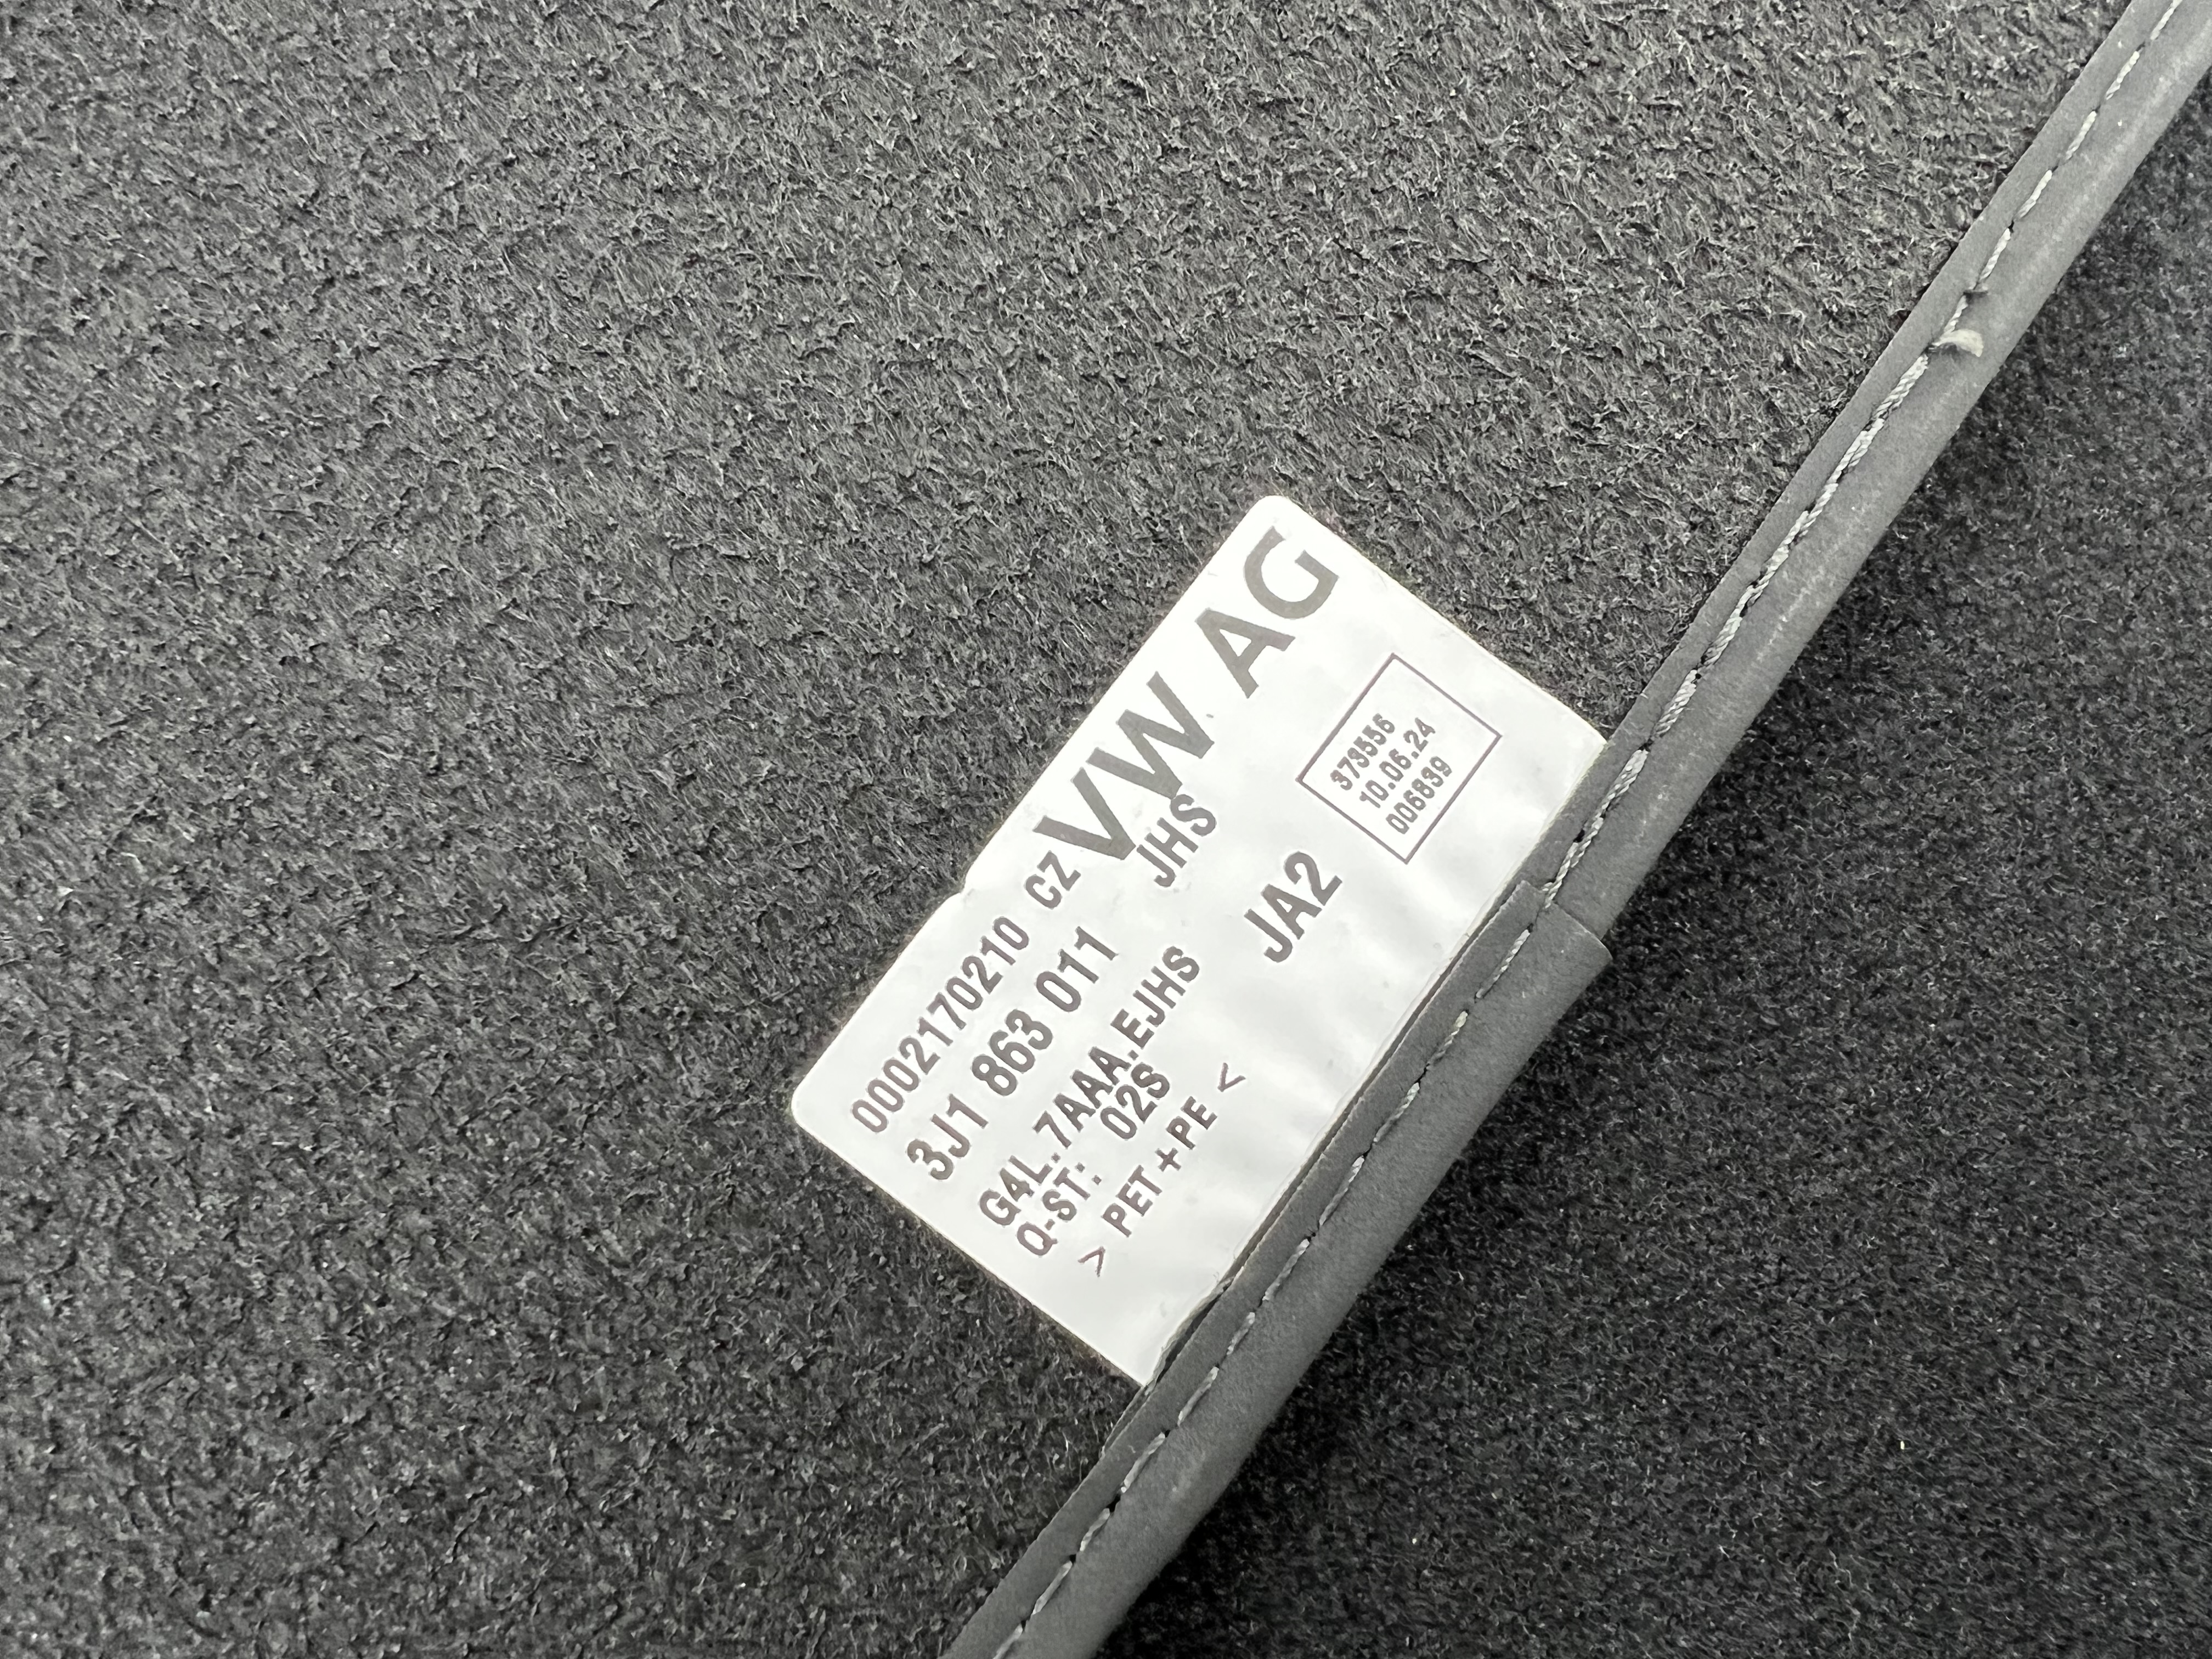 0002170210 CZ VW AG
3J1 863 011 JHS
G4L.7AAA.EJHS
Q-ST: 02S JA2
> PET+PE <
373556
10.06.24
006839